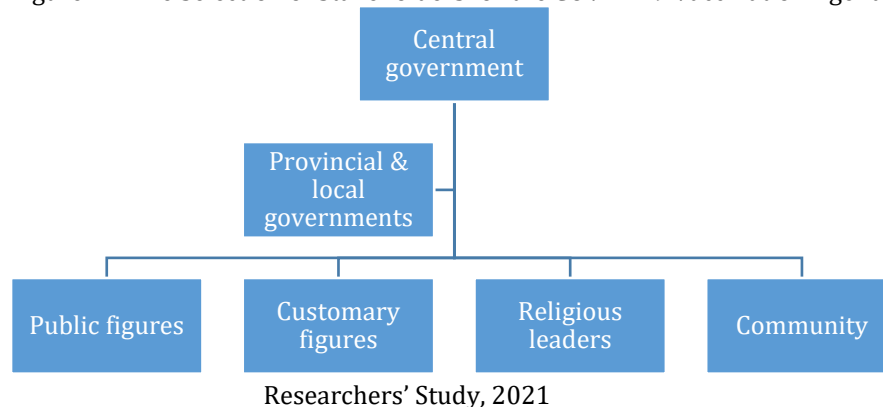 Central
government
Provincial &
local
governments
Public figures
Customary
figures
Religious
leaders
Community
Researchers’ Study, 2021